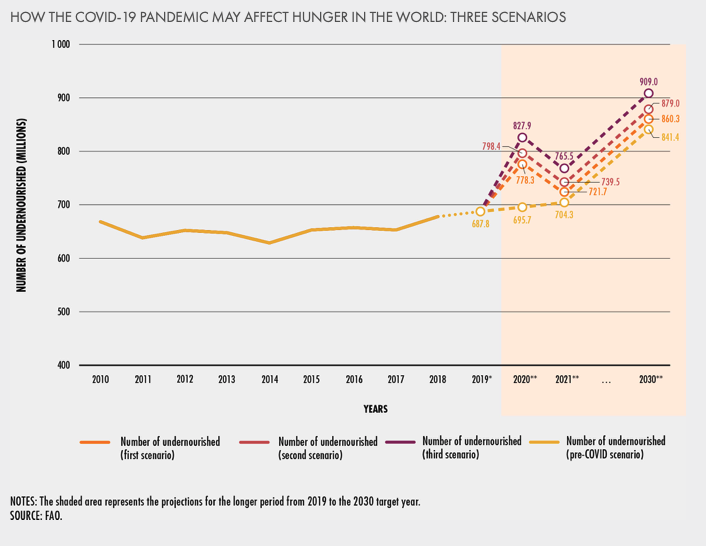 HOW THE COVID-19 PANDEMIC MAY AFFECT HUNGER IN THE WORLD: THREE SCENARIOS
NUMBER OF UNDERNOURISHED (MILLIONS)
1 000
900
800
700
600
500
400
909.0
879.0
860.3
841.4
827.9
798.4
778.3
765.5
739.5
721.7
704.3
695.7
687.8
2010 2011 2012 2013 2014 2015 2016 2017 2018 2019* 2020** 2021** ... 2030**
YEARS
Number of undernourished
(first scenario)
Number of undernourished
(second scenario)
Number of undernourished
(third scenario)
Number of undernourished
(pre-COVID scenario)
NOTES: The shaded area represents the projections for the longer period from 2019 to the 2030 target year.
SOURCE: FAO.